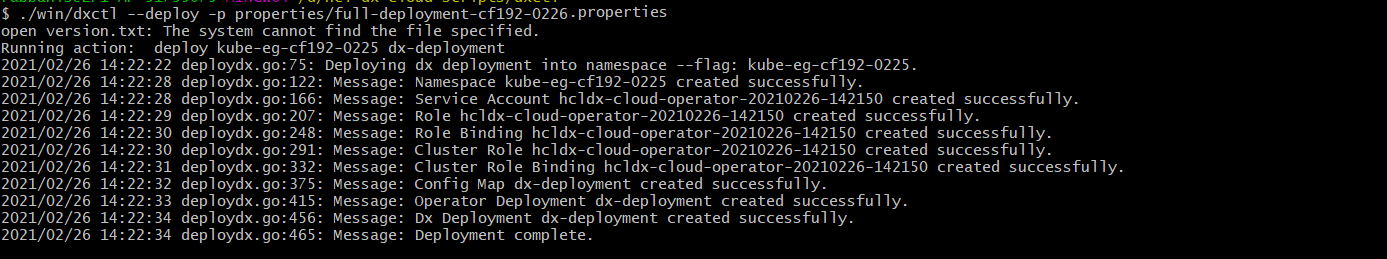 $ ./win/dxctl --deploy -p properties/full-deployment-cf192-0226.properties
open version.txt: The system cannot find the file specified.
Running action:  deploy kube-eg-cf192-0225 dx-deployment
2021/02/26 14:22:22 deploydx.go:75: Deploying dx deployment into namespace --flag: kube-eg-cf192-0225.
2021/02/26 14:22:28 deploydx.go:122: Message: Namespace kube-eg-cf192-0225 created successfully.
2021/02/26 14:22:28 deploydx.go:166: Message: Service Account hcldx-cloud-operator-20210226-142150 created successfully.
2021/02/26 14:22:29 deploydx.go:207: Message: Role hcldx-cloud-operator-20210226-142150 created successfully.
2021/02/26 14:22:30 deploydx.go:248: Message: Role Binding hcldx-cloud-operator-20210226-142150 created successfully.
2021/02/26 14:22:30 deploydx.go:291: Message: Cluster Role hcldx-cloud-operator-20210226-142150 created successfully.
2021/02/26 14:22:31 deploydx.go:332: Message: Cluster Role Binding hcldx-cloud-operator-20210226-142150 created successfully.
2021/02/26 14:22:32 deploydx.go:375: Message: Config Map dx-deployment created successfully.
2021/02/26 14:22:33 deploydx.go:415: Message: Operator Deployment dx-deployment created successfully.
2021/02/26 14:22:34 deploydx.go:456: Message: Dx Deployment dx-deployment created successfully.
2021/02/26 14:22:34 deploydx.go:465: Message: Deployment complete.